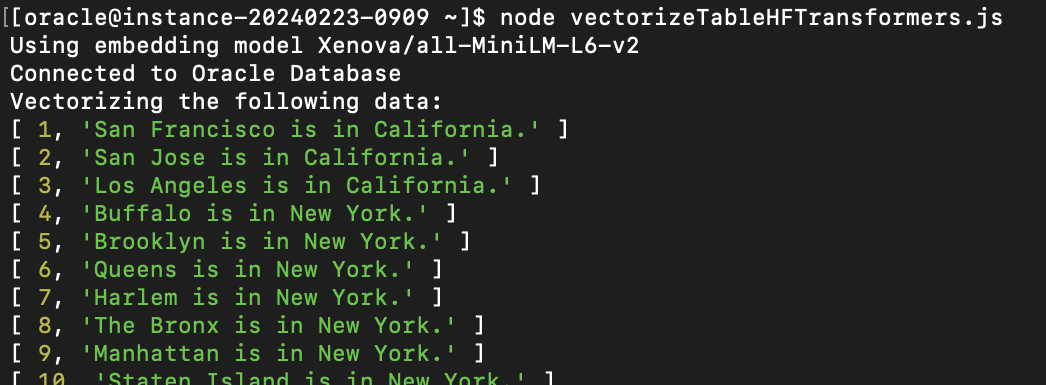 [[oracle@instance-20240223-0909 ~]$ node vectorizeTableHFTransformers.js
Using embedding model Xenova/all-MiniLM-L6-v2
Connected to Oracle Database
Vectorizing the following data:
[ 1, 'San Francisco is in California.' ]
[ 2, 'San Jose is in California.' ]
[ 3, 'Los Angeles is in California.' ]
[ 4, 'Buffalo is in New York.' ]
[ 5, 'Brooklyn is in New York.' ]
[ 6, 'Queens is in New York.' ]
[ 7, 'Harlem is in New York.' ]
[ 8, 'The Bronx is in New York.' ]
[ 9, 'Manhattan is in New York.' ]
[ 10, 'Staten Island is in New York.' ]